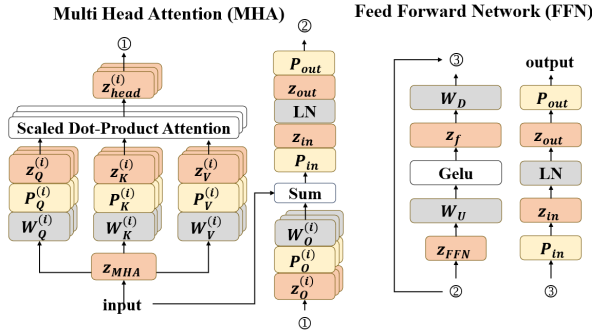 Multi Head Attention (MHA)
①
z_head^(i)
Scaled Dot-Product Attention
z_Q^(i) z_K^(i) z_V^(i)
P_Q^(i) P_K^(i) P_V^(i)
W_Q^(i) W_K^(i) W_V^(i)
z_MHA
input
②
P_out
z_out
LN
z_in
P_in
Sum
W_O^(i)
P_O^(i)
z_O^(i)
①
Feed Forward Network (FFN)
③
W_D
z_f
Gelu
W_U
z_FFN
②
output
P_out
z_out
LN
z_in
P_in
③